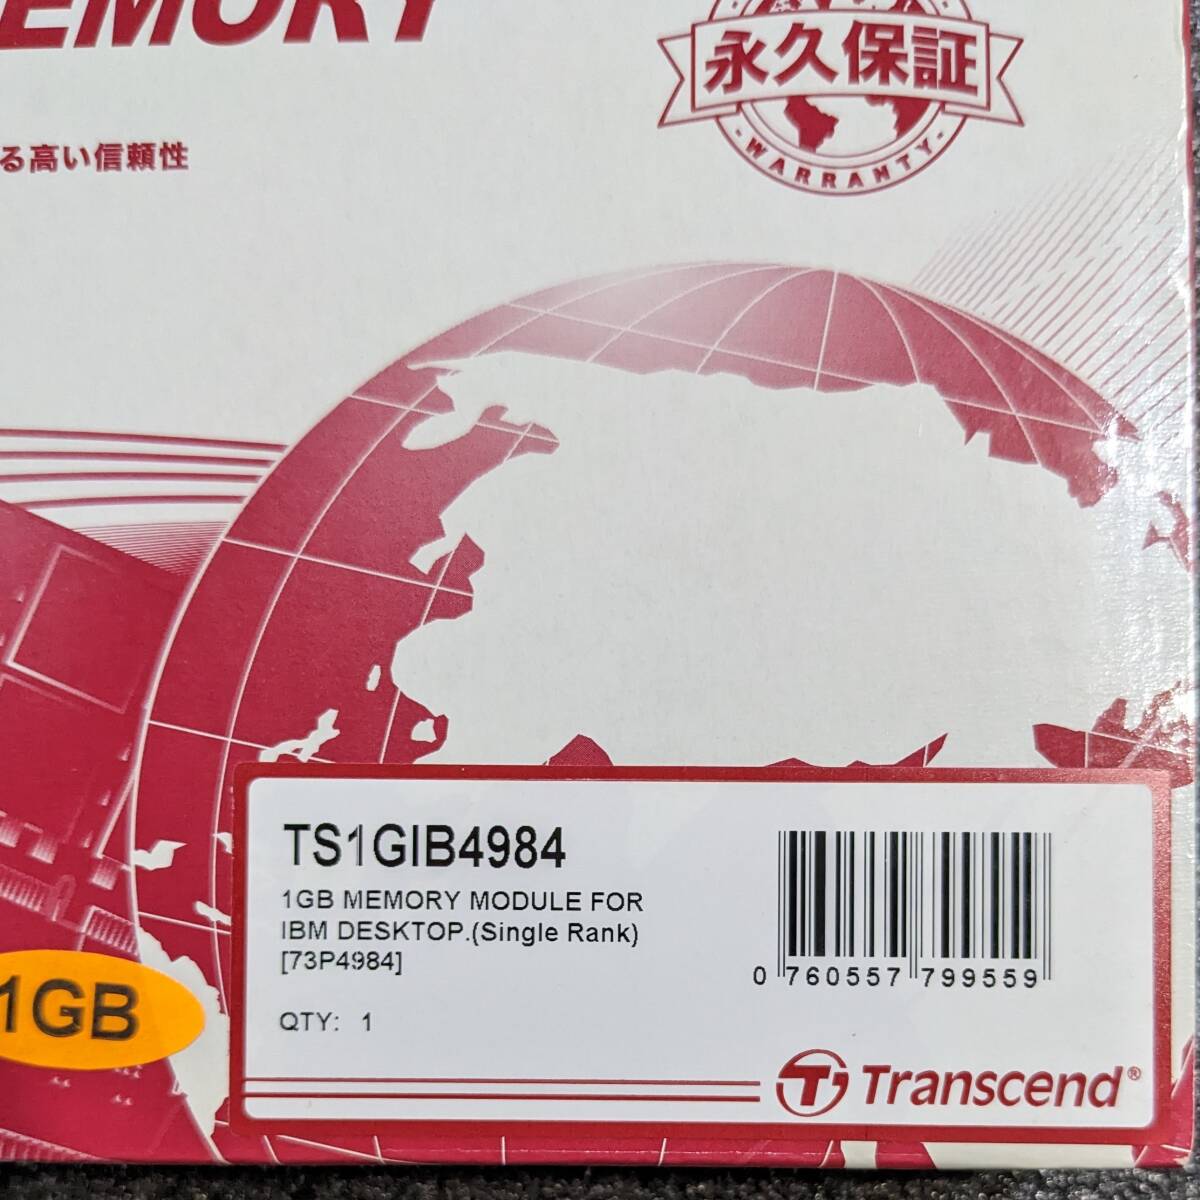 EMORY
永久保証
WARRANTY
る高い信頼性
TS1GIB4984
1GB MEMORY MODULE FOR
IBM DESKTOP.(Single Rank)
[73P4984]
QTY: 1
0 760557 799559
1GB
Transcend®